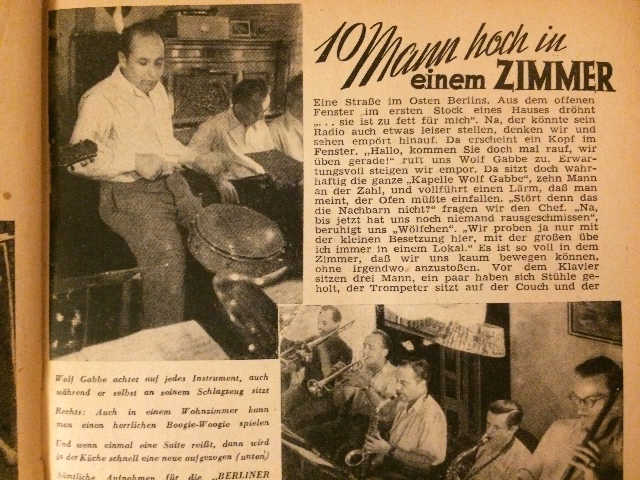 10 Mann hoch in
einem ZIMMER
Eine Straße im Osten Berlins. Aus dem offenen
Fenster im ersten Stock eines Hauses dröhnt
„... sie ist zu fett für mich“. Na, der könnte sein
Radio auch etwas leiser stellen, denken wir und
sehen empört hinauf. Da erscheint ein Kopf im
Fenster. „Hallo, kommen Sie doch mal rauf, wir
üben gerade!“ ruft uns Wolf Gabbe zu. Erwar-
tungsvoll steigen wir empor. Da sitzt doch wahr-
haftig die ganze „Kapelle Wolf Gabbe“, zehn Mann
an der Zahl, und vollführt einen Lärm, daß man
meint, der Ofen müßte einfallen. „Stört denn das
die Nachbarn nicht?“ fragen wir den Chef. „Na,
bis jetzt hat uns noch niemand rausgeschmissen“,
beruhigt uns „Wölfchen“. „Wir proben ja nur mit
der kleinen Besetzung hier, mit der großen übe
ich immer in einem Lokal.“ Es ist so voll in dem
Zimmer, daß wir uns kaum bewegen können,
ohne irgendwo anzustoßen. Vor dem Klavier
sitzen drei Mann, ein paar haben sich Stühle ge-
holt, der Trompeter sitzt auf der Couch und der
Wolf Gabbe achtet auf jedes Instrument, auch
während er selbst an seinem Schlagzeug sitzt
Rechts: Auch in einem Wohnzimmer kann
man einen herrlichen Boogie-Woogie spielen
Und wenn einmal eine Saite reißt, dann wird
in der Küche schnell eine neue aufgezogen (unten)
Sämtliche Aufnahmen für die „BERLINER